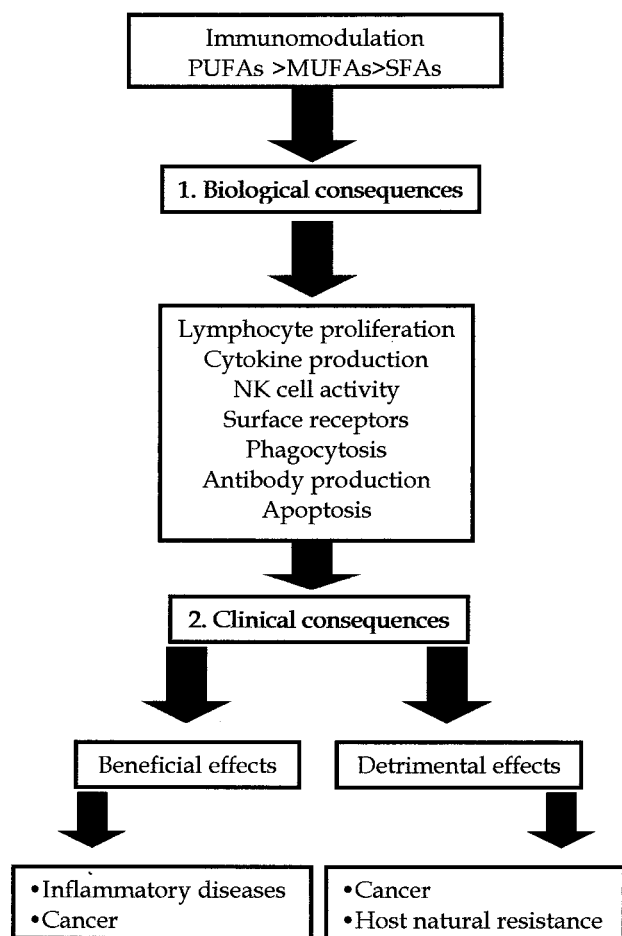 Immunomodulation
PUFAs >MUFAs>SFAs
1. Biological consequences
Lymphocyte proliferation
Cytokine production
NK cell activity
Surface receptors
Phagocytosis
Antibody production
Apoptosis
2. Clinical consequences
Beneficial effects
Detrimental effects
•Inflammatory diseases
•Cancer
•Cancer
•Host natural resistance